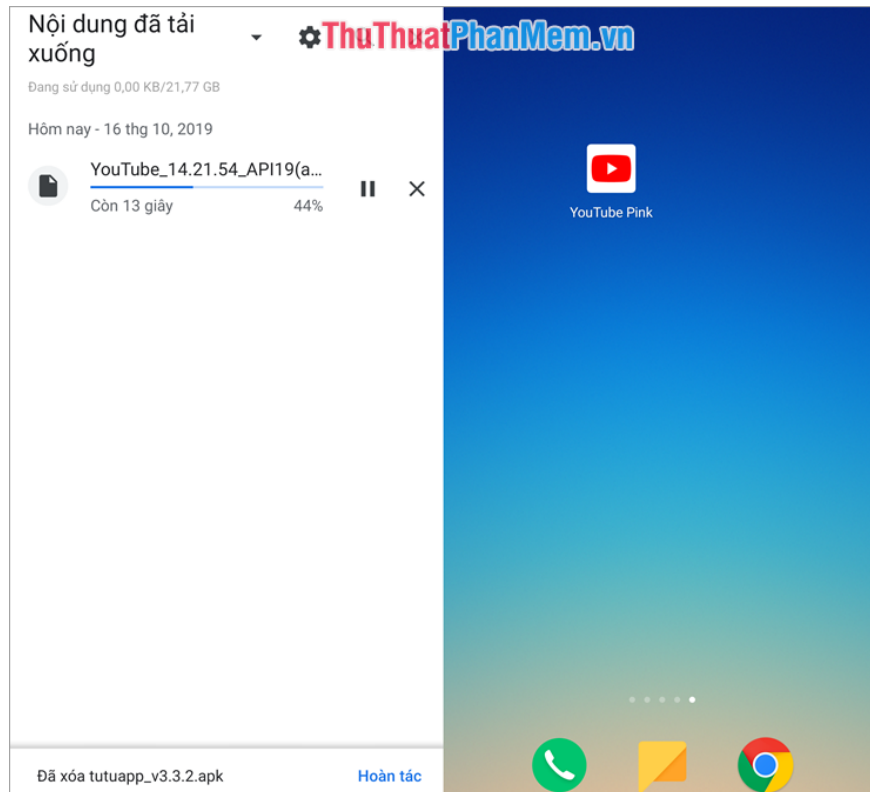 Nội dung đã tải
xuống
ThuThuatPhanMem.vn
Đang sử dụng 0,00 KB/21,77 GB
Hôm nay - 16 thg 10, 2019
YouTube_14.21.54_API19(a...
Còn 13 giây
44%
Đã xóa tutuapp_v3.3.2.apk
Hoàn tác
YouTube Pink